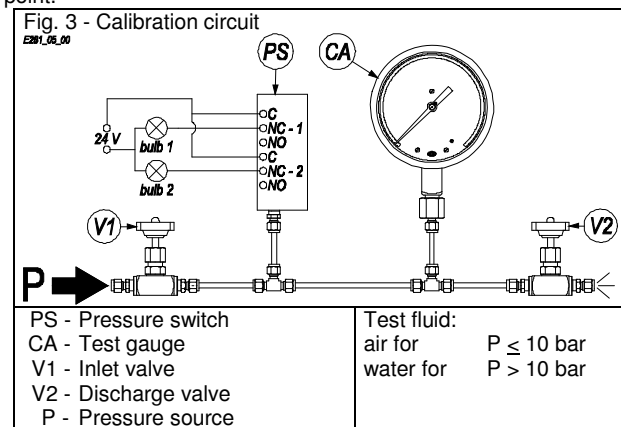 point.
Fig. 3 - Calibration circuit
E281_05_00
PS
CA
C
NC - 1
NO
C
NC - 2
NO
24 V
bulb 1
bulb 2
V1
V2
P
PS - Pressure switch
CA - Test gauge
V1 - Inlet valve
V2 - Discharge valve
P - Pressure source
Test fluid:
air for P ≤ 10 bar
water for P > 10 bar